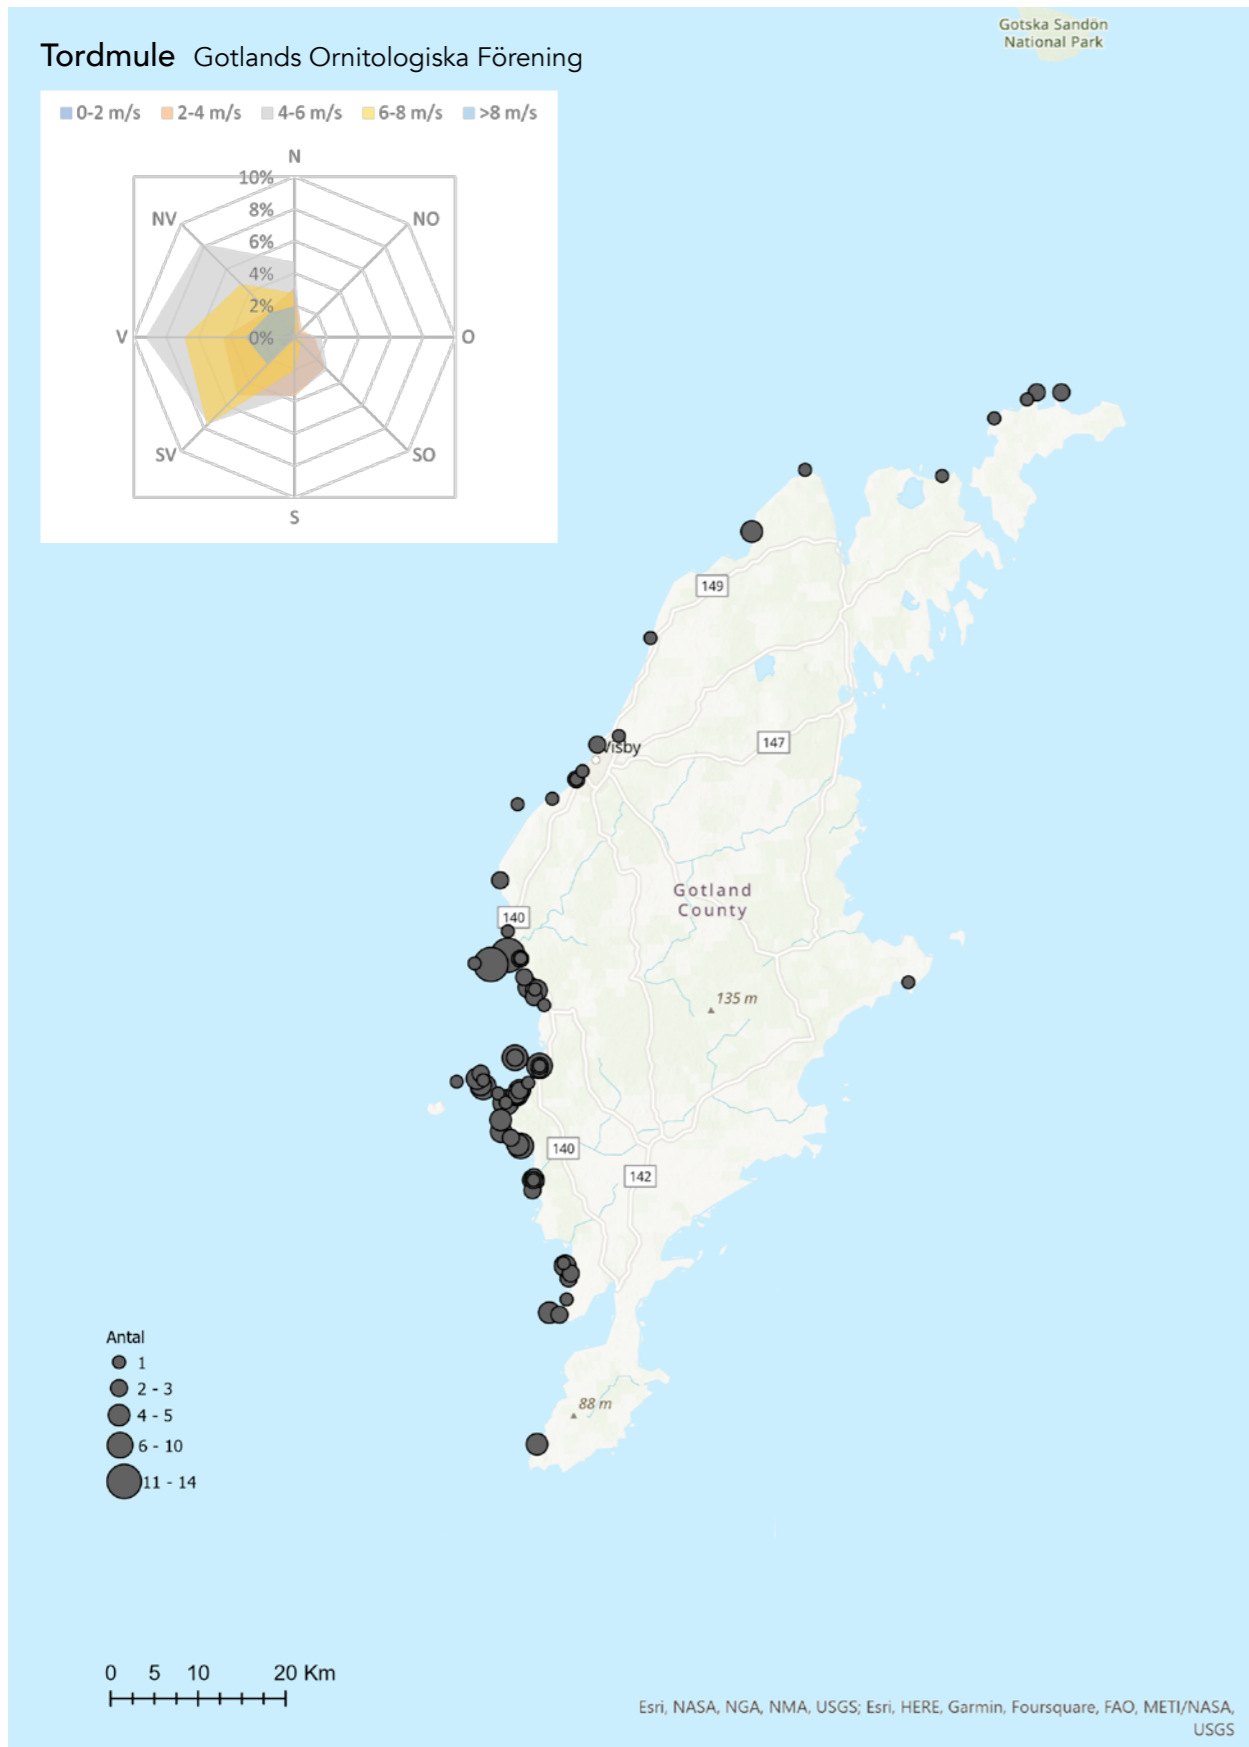 Gotska Sandön
National Park
Tordmule Gotlands Ornitologiska Förening
0-2 m/s 2-4 m/s 4-6 m/s 6-8 m/s >8 m/s
N
10%
NV
8%
NO
6%
4%
2%
V
0%
O
SV
SO
S
149
Visby
147
Gotland
County
140
135 m
140
142
Antal
1
2 - 3
4 - 5
6 - 10
11 - 14
88 m
0 5 10 20 Km
Esri, NASA, NGA, NMA, USGS; Esri, HERE, Garmin, Foursquare, FAO, METI/NASA,
USGS